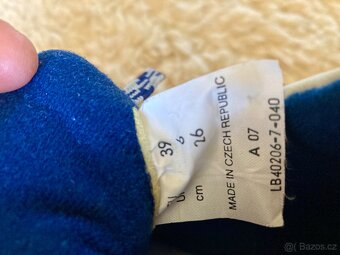 39
6
26
cm
MADE IN CZECH REPUBLIC
A 07
LB40206-7-040
Bazos.cz